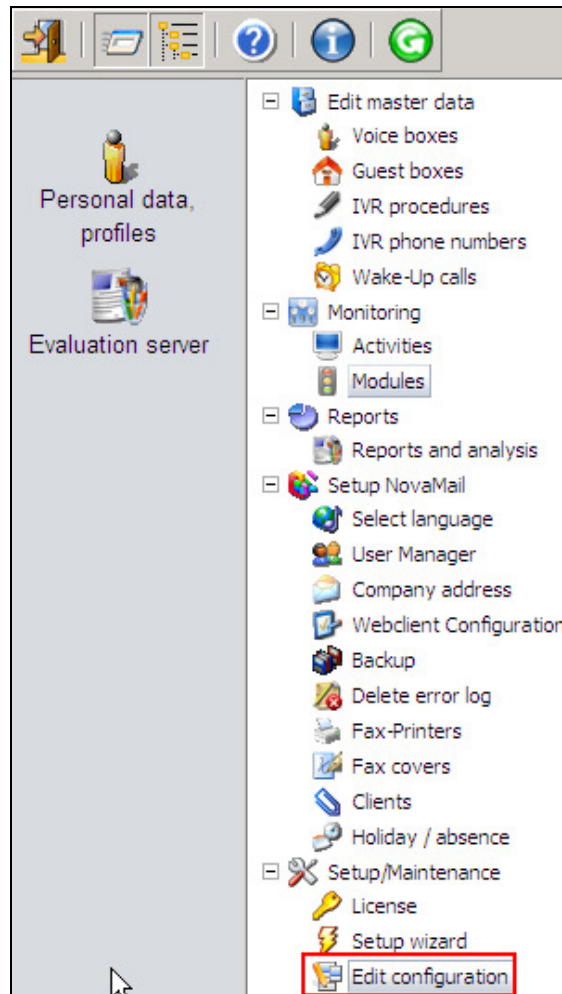 Personal data,
profiles
Evaluation server
Edit master data
Voice boxes
Guest boxes
IVR procedures
IVR phone numbers
Wake-Up calls
Monitoring
Activities
Modules
Reports
Reports and analysis
Setup NovaMail
Select language
User Manager
Company address
Webclient Configuration
Backup
Delete error log
Fax-Printers
Fax covers
Clients
Holiday / absence
Setup/Maintenance
License
Setup wizard
Edit configuration